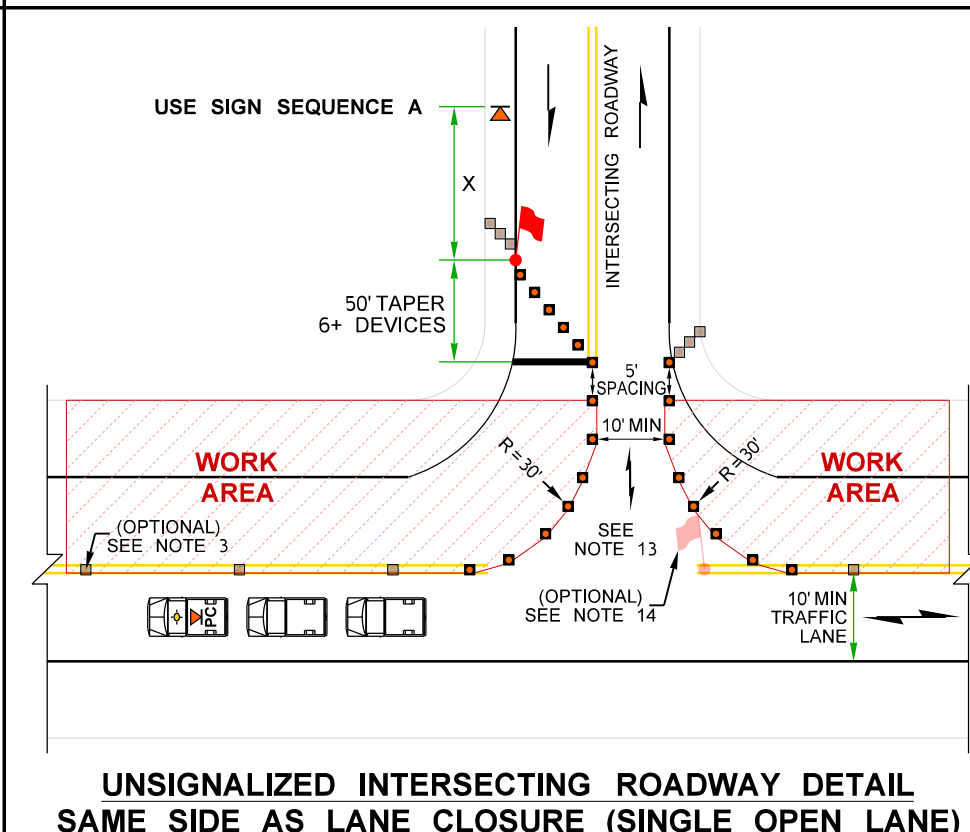 USE SIGN SEQUENCE A
X
INTERSECTING ROADWAY
50' TAPER
6+ DEVICES
5'
SPACING
10' MIN
WORK
AREA
R = 30'
R = 30'
WORK
AREA
(OPTIONAL)
SEE NOTE 3
SEE
NOTE 13
(OPTIONAL)
SEE NOTE 14
10' MIN
TRAFFIC
LANE
PC
UNSIGNALIZED INTERSECTING ROADWAY DETAIL
SAME SIDE AS LANE CLOSURE (SINGLE OPEN LANE)